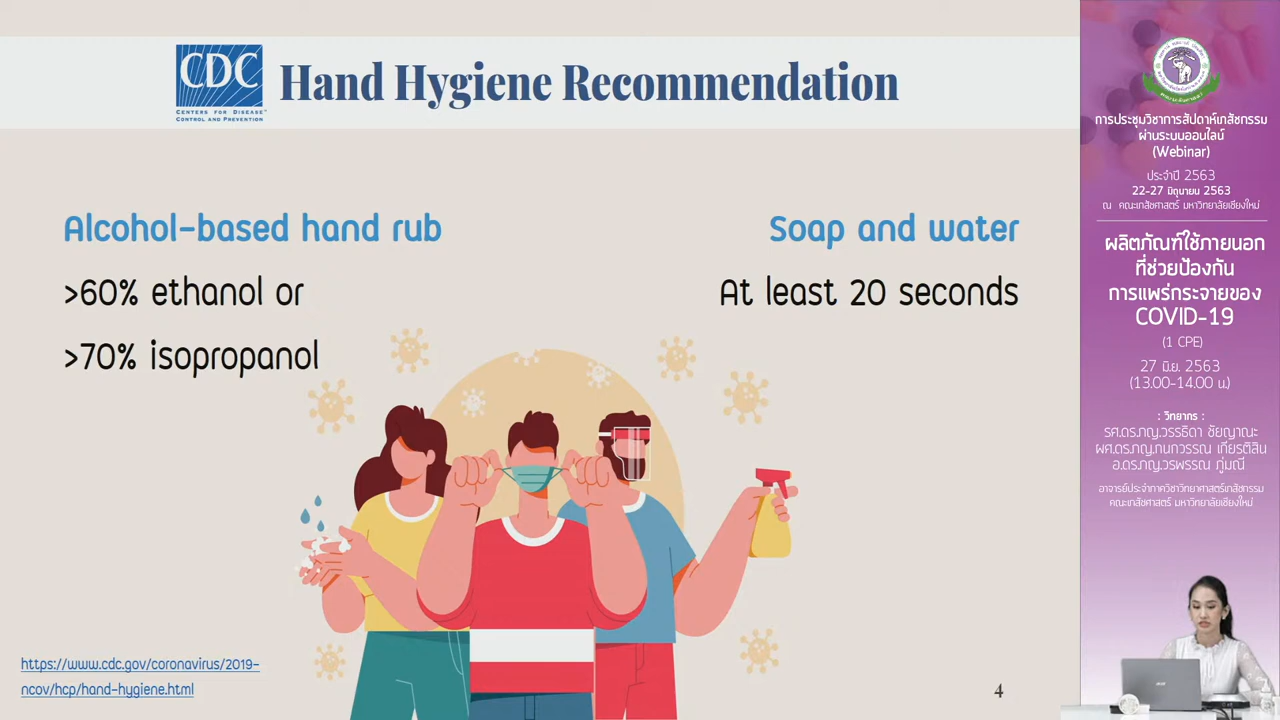 CDC
CENTERS FOR DISEASE
CONTROL AND PREVENTION
Hand Hygiene Recommendation
Alcohol-based hand rub
>60% ethanol or
>70% isopropanol
Soap and water
At least 20 seconds
https://www.cdc.gov/coronavirus/2019-
ncov/hcp/hand-hygiene.html
4
การประชุมวิชาการสัปดาห์เภสัชกรรม
ผ่านระบบออนไลน์
(Webinar)
ประจำปี 2563
22-27 มิถุนายน 2563
ณ คณะเภสัชศาสตร์ มหาวิทยาลัยเชียงใหม่
ผลิตภัณฑ์ใช้ภายนอก
ที่ช่วยป้องกัน
การแพร่กระจายของ
COVID-19
(1 CPE)
27 มิ.ย. 2563
(13.00-14.00 น.)
: วิทยากร :
รศ.ดร.ภญ.วรรธิดา ชัยญาณะ
ผศ.ดร.ภญ.กนกวรรณ เกียรติสิน
อ.ดร.ภญ.วรพรรณ ภู่มณี
อาจารย์ประจำภาควิชาวิทยาศาสตร์เภสัชกรรม
คณะเภสัชศาสตร์ มหาวิทยาลัยเชียงใหม่